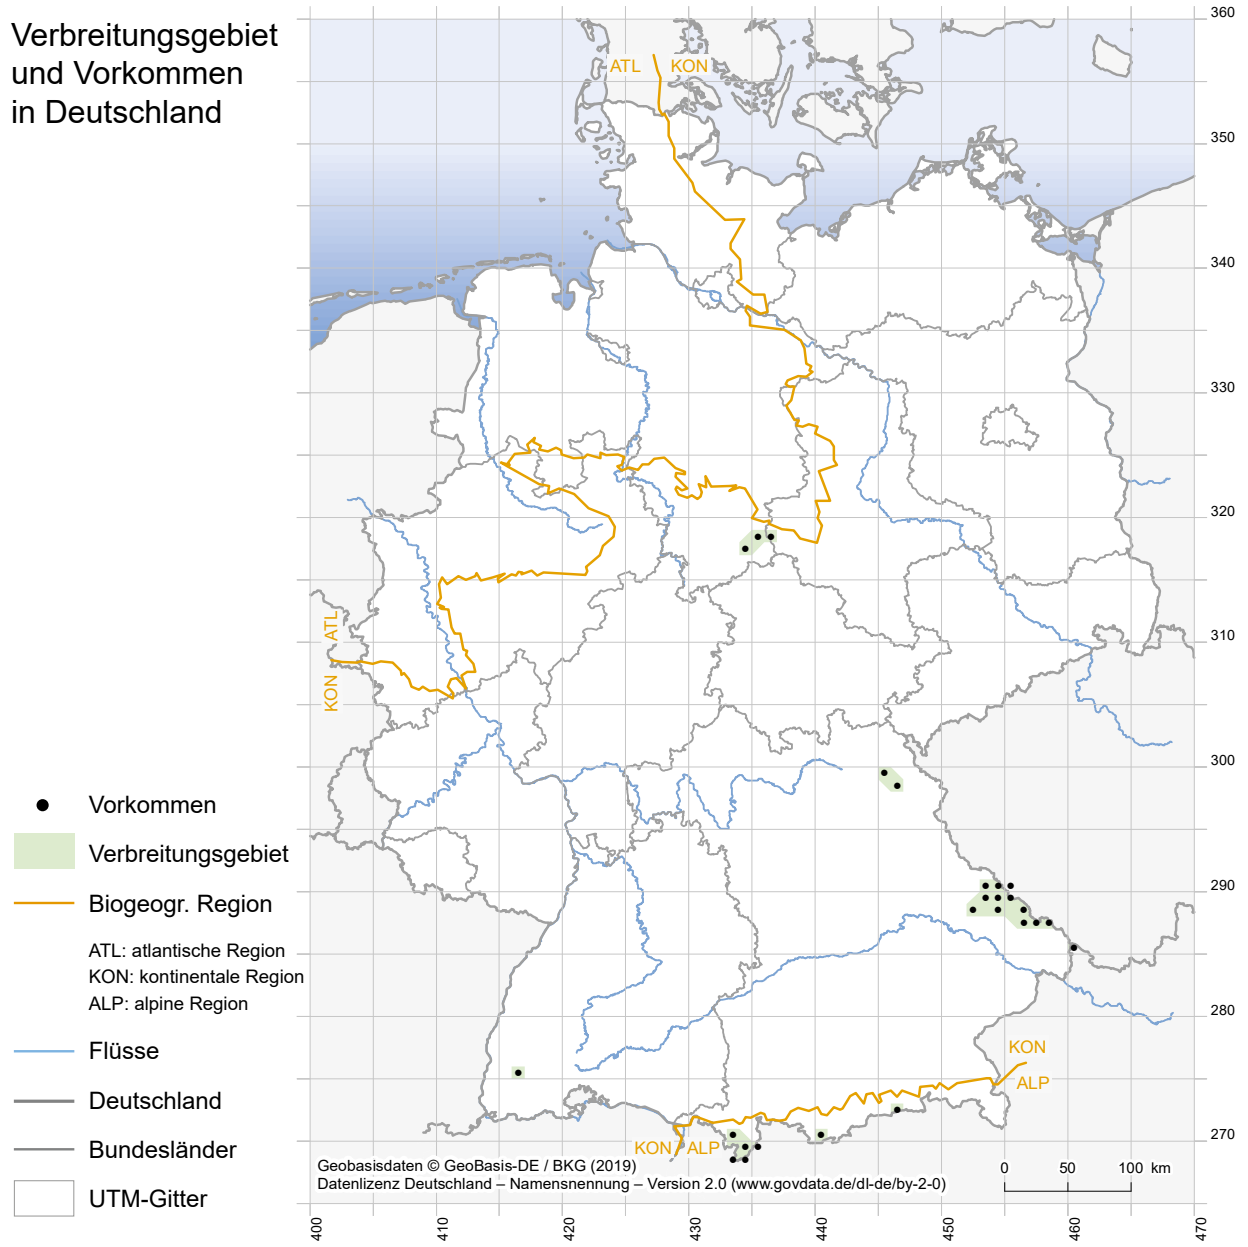 Verbreitungsgebiet
und Vorkommen
in Deutschland
ATL KON
360
350
340
330
320
310
300
290
280
270
ATL
KON
Vorkommen
Verbreitungsgebiet
Biogeogr. Region
ATL: atlantische Region
KON: kontinentale Region
ALP: alpine Region
Flüsse
Deutschland
Bundesländer
UTM-Gitter
KON
ALP
KON ALP
Geobasisdaten © GeoBasis-DE / BKG (2019)
Datenlizenz Deutschland – Namensnennung – Version 2.0 (www.govdata.de/dl-de/by-2-0)
0 50 100 km
400 410 420 430 440 450 460 470